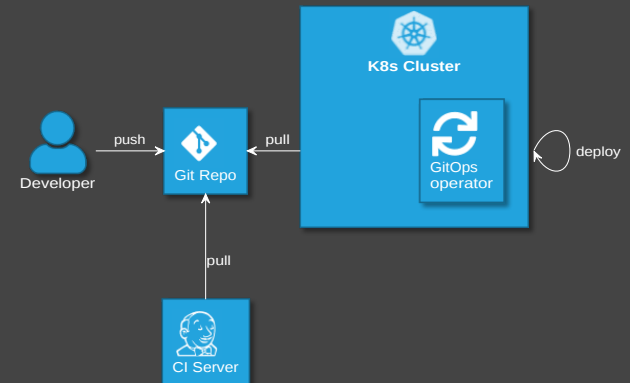 K8s Cluster
push
pull
deploy
GitOps
operator
Git Repo
Developer
pull
CI Server